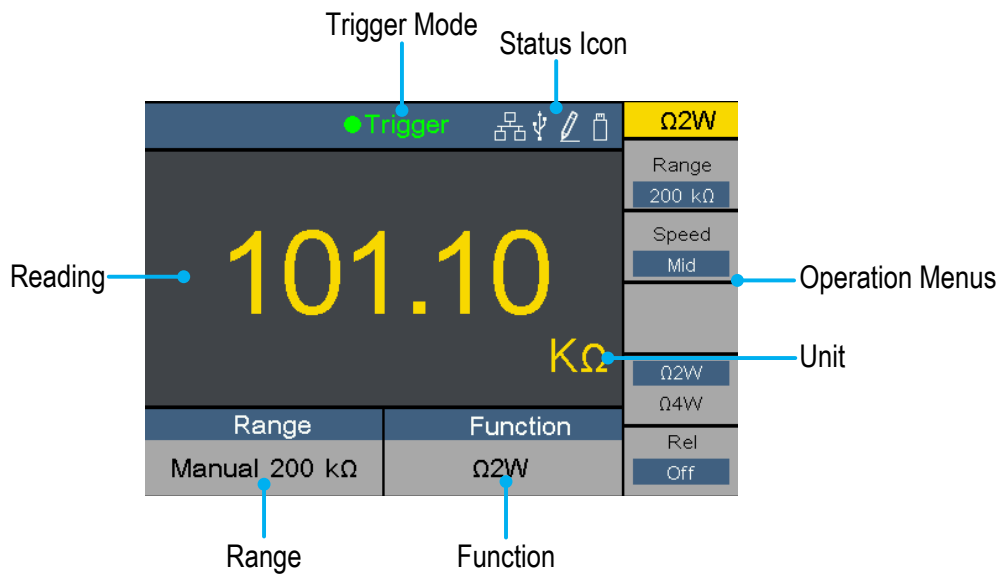 Trigger Mode
Status Icon
Trigger
Ω2W
Range
200 kΩ
Speed
Mid
Reading
101.10
Operation Menus
KΩ
Unit
Ω2W
Ω4W
Range
Function
Rel
Manual 200 kΩ
Ω2W
Off
Range
Function